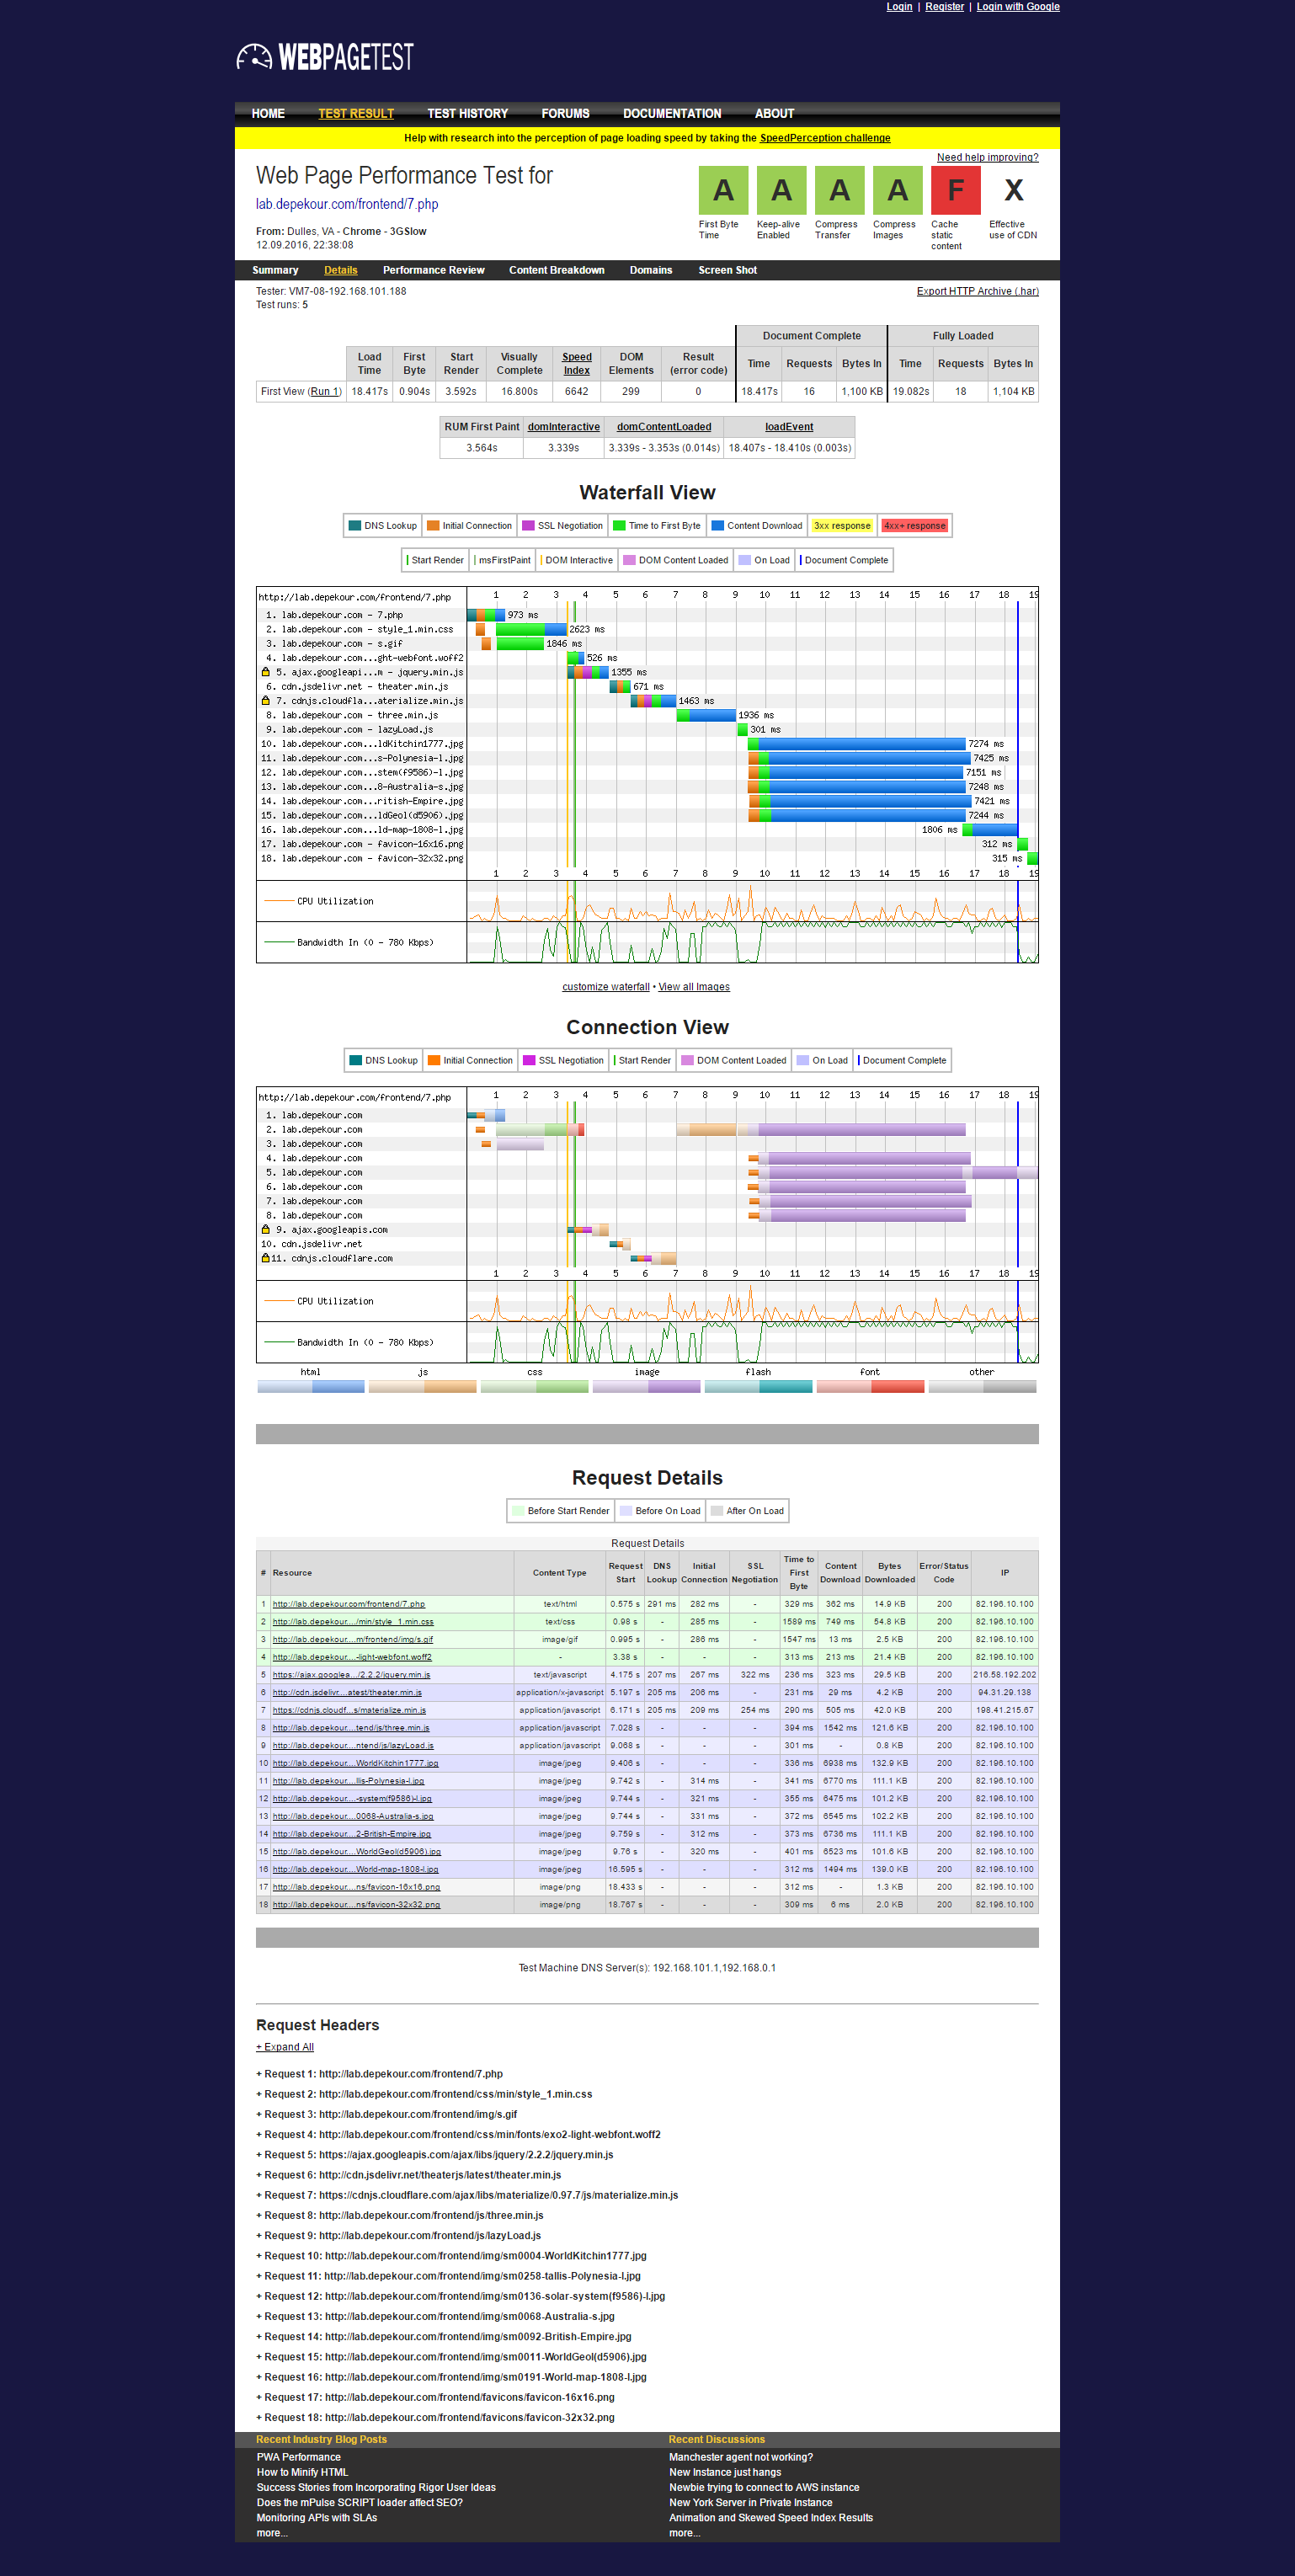 Login | Register | Login with Google
WEBPAGETEST
HOME TEST RESULT TEST HISTORY FORUMS DOCUMENTATION ABOUT
Help with research into the perception of page loading speed by taking the SpeedPerception challenge
Need help improving?
Web Page Performance Test for
lab.depekour.com/frontend/7.php
From: Dulles, VA - Chrome - 3GSlow
12.09.2016, 22:38:08
A A A A F X
First Byte Time
Keep-alive Enabled
Compress Transfer
Compress Images
Cache static content
Effective use of CDN
Summary Details Performance Review Content Breakdown Domains Screen Shot
Tester: VM7-08-192.168.101.188
Test runs: 5
Export HTTP Archive (.har)
Document Complete Fully Loaded
Load Time First Byte Start Render Visually Complete Speed Index DOM Elements Result (error code) Time Requests Bytes In Time Requests Bytes In
First View (Run 1) 18.417s 0.904s 3.592s 16.800s 6642 299 0 18.417s 16 1,100 KB 19.082s 18 1,104 KB
RUM First Paint domInteractive domContentLoaded loadEvent
3.564s 3.339s 3.339s - 3.353s (0.014s) 18.407s - 18.410s (0.003s)
Waterfall View
DNS Lookup Initial Connection SSL Negotiation Time to First Byte Content Download 3xx response 4xx+ response
Start Render msFirstPaint DOM Interactive DOM Content Loaded On Load Document Complete
http://lab.depekour.com/frontend/7.php 1 2 3 4 5 6 7 8 9 10 11 12 13 14 15 16 17 18 19
1. lab.depekour.com - 7.php 973 ms
2. lab.depekour.com - style_1.min.css 2623 ms
3. lab.depekour.com - s.gif 1846 ms
4. lab.depekour.com...ght-webfont.woff2 526 ms
5. ajax.googleapi...m - jquery.min.js 1355 ms
6. cdn.jsdelivr.net - theater.min.js 671 ms
7. cdnjs.cloudfla...aterialize.min.js 1463 ms
8. lab.depekour.com - three.min.js 1936 ms
9. lab.depekour.com - lazyLoad.js 301 ms
10. lab.depekour.com...ldKitchin1777.jpg 7274 ms
11. lab.depekour.com...s-Polynesia-l.jpg 7425 ms
12. lab.depekour.com...stem(f9586)-l.jpg 7151 ms
13. lab.depekour.com...8-Australia-s.jpg 7248 ms
14. lab.depekour.com...ritish-Empire.jpg 7421 ms
15. lab.depekour.com...ldGeol(d5906).jpg 7244 ms
16. lab.depekour.com...ld-map-1808-l.jpg 1806 ms
17. lab.depekour.com - favicon-16x16.png 312 ms
18. lab.depekour.com - favicon-32x32.png 315 ms
1 2 3 4 5 6 7 8 9 10 11 12 13 14 15 16 17 18 19
CPU Utilization
Bandwidth In (0 - 780 Kbps)
customize waterfall • View all Images
Connection View
DNS Lookup Initial Connection SSL Negotiation Start Render DOM Content Loaded On Load Document Complete
http://lab.depekour.com/frontend/7.php 1 2 3 4 5 6 7 8 9 10 11 12 13 14 15 16 17 18 19
1. lab.depekour.com
2. lab.depekour.com
3. lab.depekour.com
4. lab.depekour.com
5. lab.depekour.com
6. lab.depekour.com
7. lab.depekour.com
8. lab.depekour.com
9. ajax.googleapis.com
10. cdn.jsdelivr.net
11. cdnjs.cloudflare.com
1 2 3 4 5 6 7 8 9 10 11 12 13 14 15 16 17 18 19
CPU Utilization
Bandwidth In (0 - 780 Kbps)
html js css image flash font other
Request Details
Before Start Render Before On Load After On Load
Request Details
# Resource Content Type Request Start DNS Lookup Initial Connection SSL Negotiation Time to First Byte Content Download Bytes Downloaded Error/Status Code IP
1 http://lab.depekour.com/frontend/7.php text/html 0.575 s 291 ms 282 ms - 329 ms 362 ms 14.9 KB 200 82.196.10.100
2 http://lab.depekour..../min/style_1.min.css text/css 0.98 s - 285 ms - 1589 ms 749 ms 54.8 KB 200 82.196.10.100
3 http://lab.depekour....m/frontend/img/s.gif image/gif 0.995 s - 286 ms - 1547 ms 13 ms 2.5 KB 200 82.196.10.100
4 http://lab.depekour....-light-webfont.woff2 - 3.38 s - - - 313 ms 213 ms 21.4 KB 200 82.196.10.100
5 https://ajax.googlea.../2.2.2/jquery.min.js text/javascript 4.175 s 207 ms 267 ms 322 ms 236 ms 323 ms 29.5 KB 200 216.58.192.202
6 http://cdn.jsdelivr....atest/theater.min.js application/x-javascript 5.197 s 205 ms 206 ms - 231 ms 29 ms 4.2 KB 200 94.31.29.138
7 https://cdnjs.cloudf...s/materialize.min.js application/javascript 6.171 s 205 ms 209 ms 254 ms 290 ms 505 ms 42.0 KB 200 198.41.215.67
8 http://lab.depekour....tend/js/three.min.js application/javascript 7.028 s - - - 394 ms 1542 ms 121.6 KB 200 82.196.10.100
9 http://lab.depekour....ntend/js/lazyLoad.js application/javascript 9.068 s - - - 301 ms - 0.8 KB 200 82.196.10.100
10 http://lab.depekour....WorldKitchin1777.jpg image/jpeg 9.406 s - - - 336 ms 6938 ms 132.9 KB 200 82.196.10.100
11 http://lab.depekour....llis-Polynesia-l.jpg image/jpeg 9.742 s - 314 ms - 341 ms 6770 ms 111.1 KB 200 82.196.10.100
12 http://lab.depekour....-system(f9586)-l.jpg image/jpeg 9.744 s - 321 ms - 355 ms 6475 ms 101.2 KB 200 82.196.10.100
13 http://lab.depekour....0068-Australia-s.jpg image/jpeg 9.744 s - 331 ms - 372 ms 6545 ms 102.2 KB 200 82.196.10.100
14 http://lab.depekour....2-British-Empire.jpg image/jpeg 9.759 s - 312 ms - 373 ms 6736 ms 111.1 KB 200 82.196.10.100
15 http://lab.depekour....WorldGeol(d5906).jpg image/jpeg 9.76 s - 320 ms - 401 ms 6523 ms 101.6 KB 200 82.196.10.100
16 http://lab.depekour....World-map-1808-l.jpg image/jpeg 16.595 s - - - 312 ms 1494 ms 139.0 KB 200 82.196.10.100
17 http://lab.depekour....ns/favicon-16x16.png image/png 18.433 s - - - 312 ms - 1.3 KB 200 82.196.10.100
18 http://lab.depekour....ns/favicon-32x32.png image/png 18.767 s - - - 309 ms 6 ms 2.0 KB 200 82.196.10.100
Test Machine DNS Server(s): 192.168.101.1,192.168.0.1
Request Headers
+ Expand All
+ Request 1: http://lab.depekour.com/frontend/7.php
+ Request 2: http://lab.depekour.com/frontend/css/min/style_1.min.css
+ Request 3: http://lab.depekour.com/frontend/img/s.gif
+ Request 4: http://lab.depekour.com/frontend/css/min/fonts/exo2-light-webfont.woff2
+ Request 5: https://ajax.googleapis.com/ajax/libs/jquery/2.2.2/jquery.min.js
+ Request 6: http://cdn.jsdelivr.net/theaterjs/latest/theater.min.js
+ Request 7: https://cdnjs.cloudflare.com/ajax/libs/materialize/0.97.7/js/materialize.min.js
+ Request 8: http://lab.depekour.com/frontend/js/three.min.js
+ Request 9: http://lab.depekour.com/frontend/js/lazyLoad.js
+ Request 10: http://lab.depekour.com/frontend/img/sm0004-WorldKitchin1777.jpg
+ Request 11: http://lab.depekour.com/frontend/img/sm0258-tallis-Polynesia-l.jpg
+ Request 12: http://lab.depekour.com/frontend/img/sm0136-solar-system(f9586)-l.jpg
+ Request 13: http://lab.depekour.com/frontend/img/sm0068-Australia-s.jpg
+ Request 14: http://lab.depekour.com/frontend/img/sm0092-British-Empire.jpg
+ Request 15: http://lab.depekour.com/frontend/img/sm0011-WorldGeol(d5906).jpg
+ Request 16: http://lab.depekour.com/frontend/img/sm0191-World-map-1808-l.jpg
+ Request 17: http://lab.depekour.com/frontend/favicons/favicon-16x16.png
+ Request 18: http://lab.depekour.com/frontend/favicons/favicon-32x32.png
Recent Industry Blog Posts
PWA Performance
How to Minify HTML
Success Stories from Incorporating Rigor User Ideas
Does the mPulse SCRIPT loader affect SEO?
Monitoring APIs with SLAs
more...
Recent Discussions
Manchester agent not working?
New Instance just hangs
Newbie trying to connect to AWS instance
New York Server in Private Instance
Animation and Skewed Speed Index Results
more...